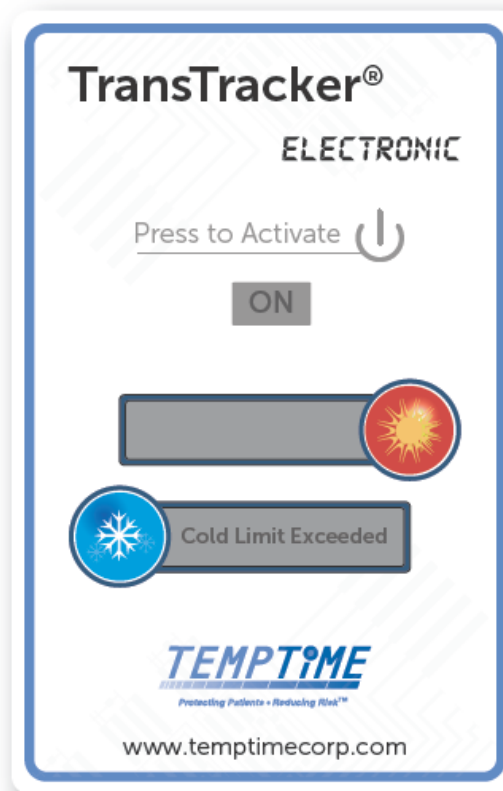 TransTracker®
ELECTRONIC
Press to Activate
ON
Cold Limit Exceeded
TEMPTIME
Protecting Patients • Reducing Risk™
www.temptimecorp.com